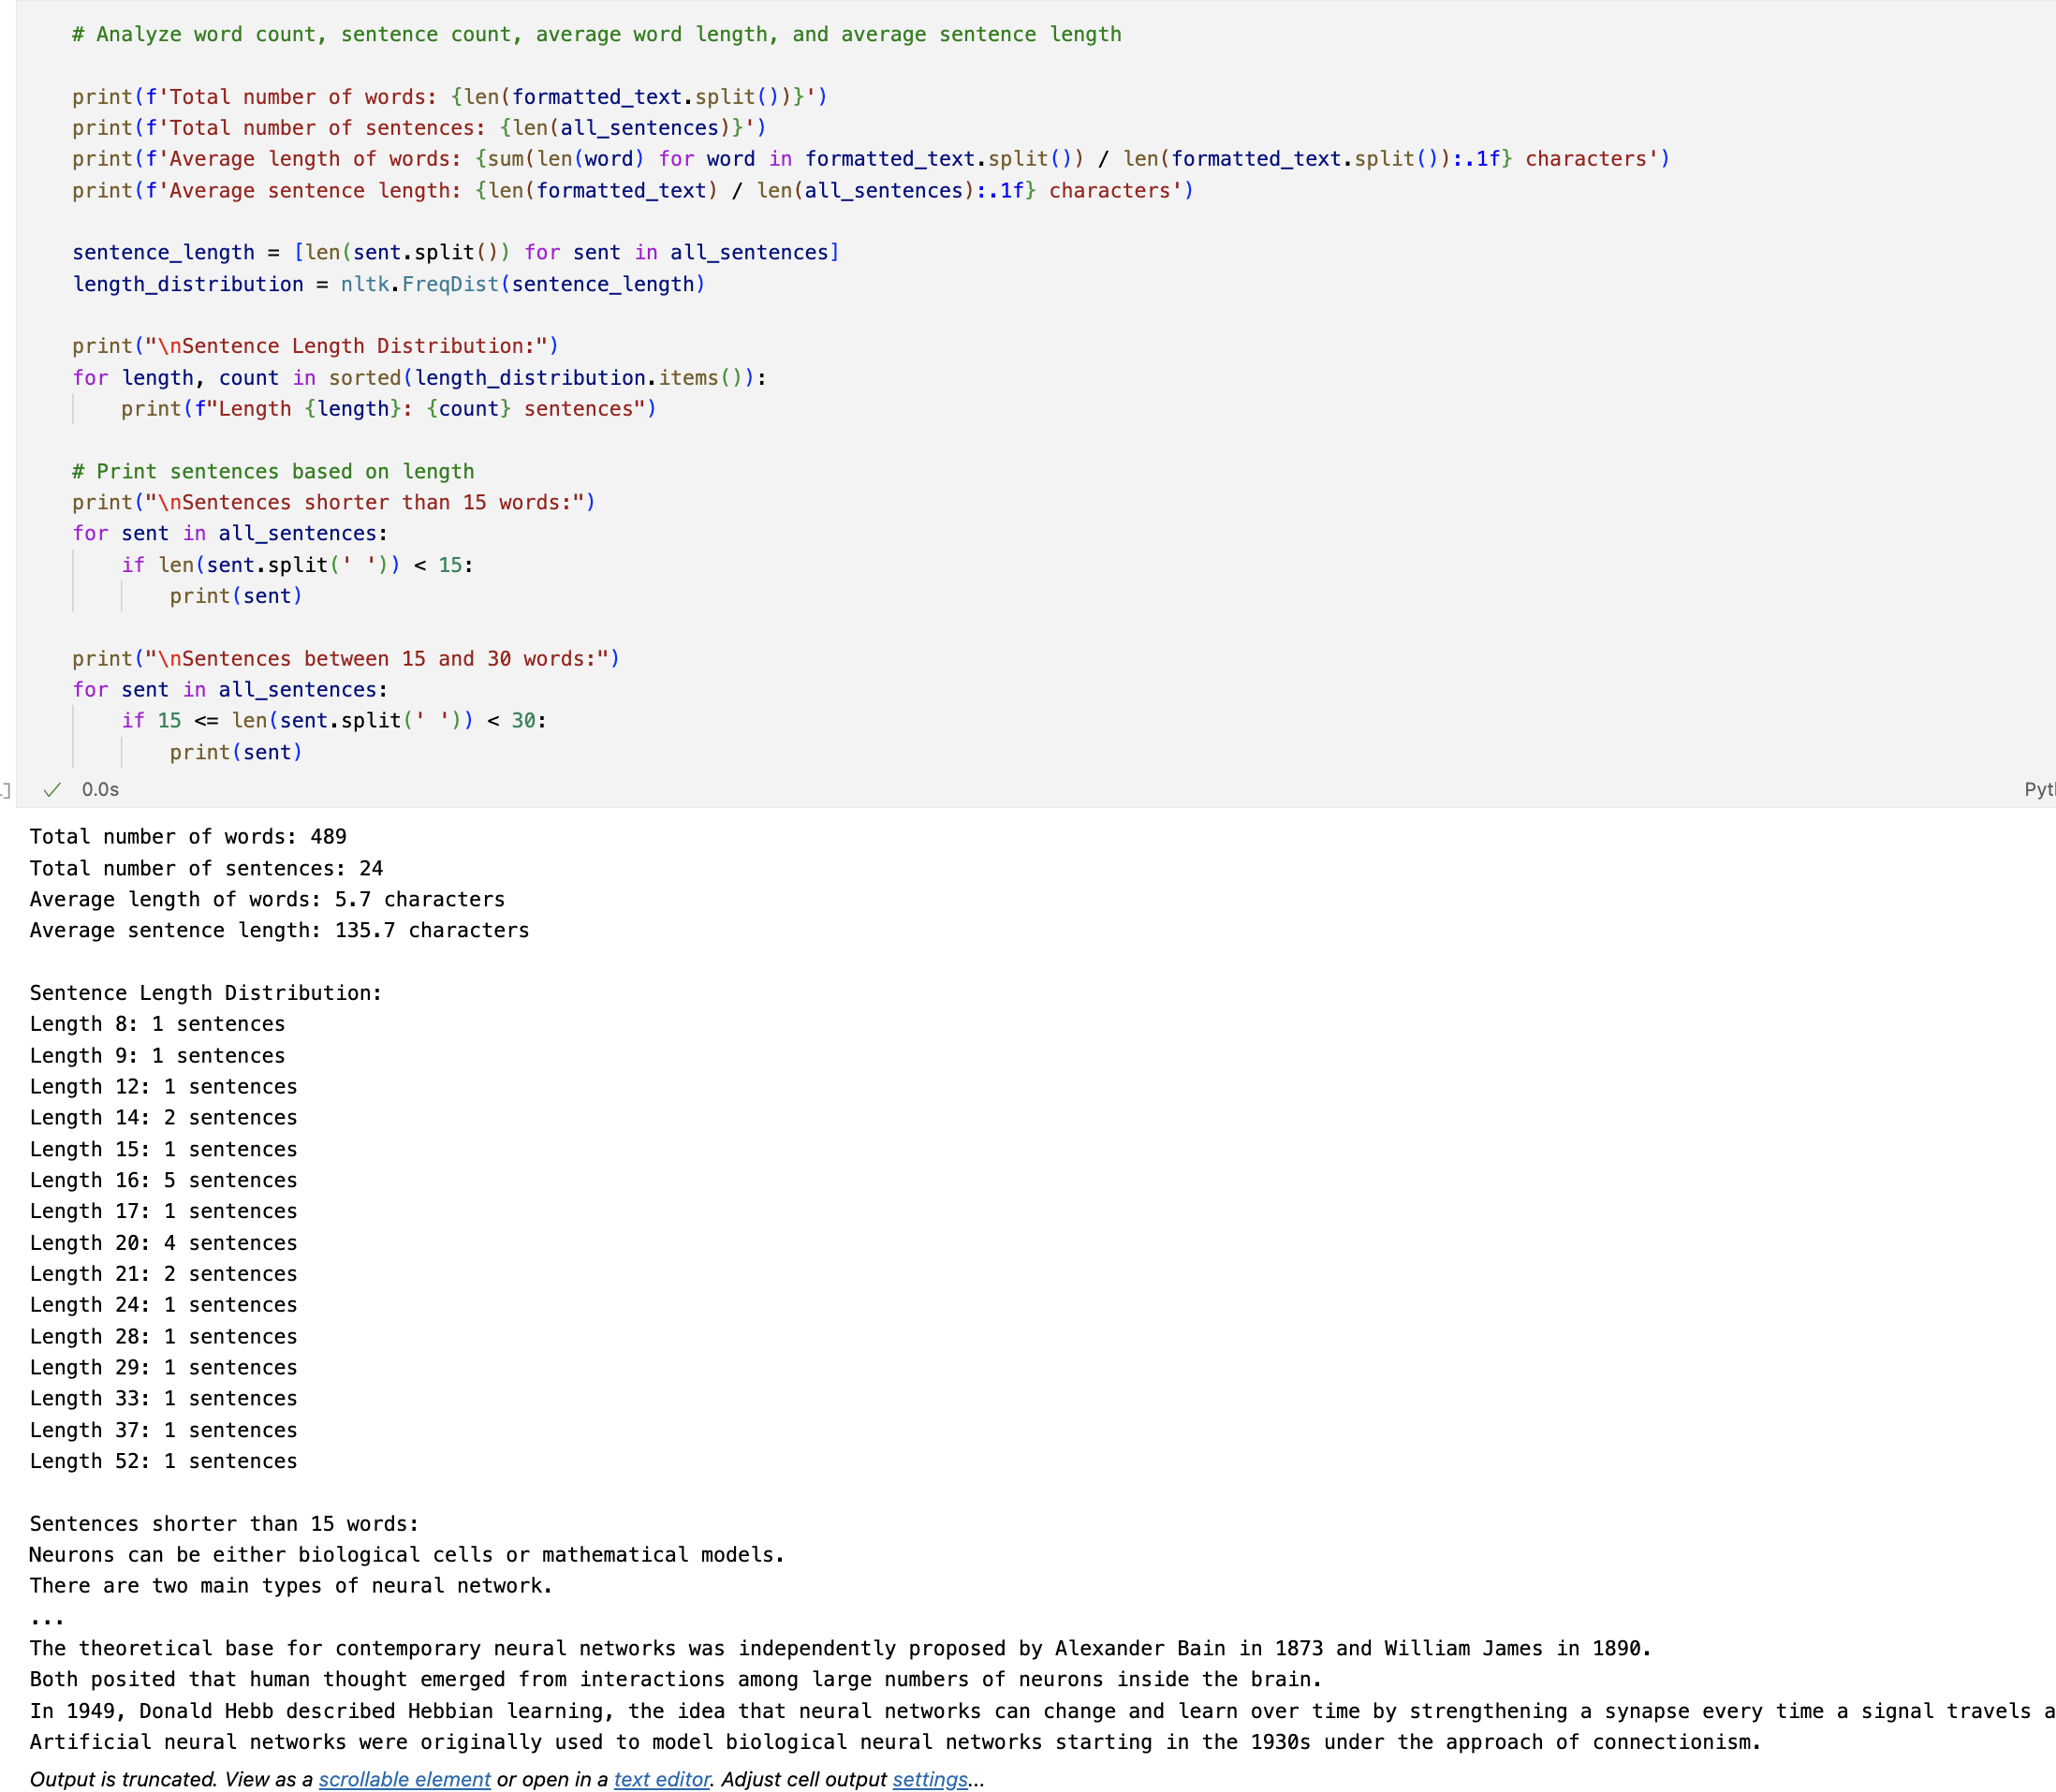 # Analyze word count, sentence count, average word length, and average sentence length
print(f'Total number of words: {len(formatted_text.split())}')
print(f'Total number of sentences: {len(all_sentences)}')
print(f'Average length of words: {sum(len(word) for word in formatted_text.split()) / len(formatted_text.split()):.1f} characters')
print(f'Average sentence length: {len(formatted_text) / len(all_sentences):.1f} characters')
sentence_length = [len(sent.split()) for sent in all_sentences]
length_distribution = nltk.FreqDist(sentence_length)
print("\nSentence Length Distribution:")
for length, count in sorted(length_distribution.items()):
    print(f"Length {length}: {count} sentences")
# Print sentences based on length
print("\nSentences shorter than 15 words:")
for sent in all_sentences:
    if len(sent.split(' ')) < 15:
        print(sent)
print("\nSentences between 15 and 30 words:")
for sent in all_sentences:
    if 15 <= len(sent.split(' ')) < 30:
        print(sent)
0.0s
Total number of words: 489
Total number of sentences: 24
Average length of words: 5.7 characters
Average sentence length: 135.7 characters
Sentence Length Distribution:
Length 8: 1 sentences
Length 9: 1 sentences
Length 12: 1 sentences
Length 14: 2 sentences
Length 15: 1 sentences
Length 16: 5 sentences
Length 17: 1 sentences
Length 20: 4 sentences
Length 21: 2 sentences
Length 24: 1 sentences
Length 28: 1 sentences
Length 29: 1 sentences
Length 33: 1 sentences
Length 37: 1 sentences
Length 52: 1 sentences
Sentences shorter than 15 words:
Neurons can be either biological cells or mathematical models.
There are two main types of neural network.
...
The theoretical base for contemporary neural networks was independently proposed by Alexander Bain in 1873 and William James in 1890.
Both posited that human thought emerged from interactions among large numbers of neurons inside the brain.
In 1949, Donald Hebb described Hebbian learning, the idea that neural networks can change and learn over time by strengthening a synapse every time a signal travels a
Artificial neural networks were originally used to model biological neural networks starting in the 1930s under the approach of connectionism.
Output is truncated. View as a scrollable element or open in a text editor. Adjust cell output settings...